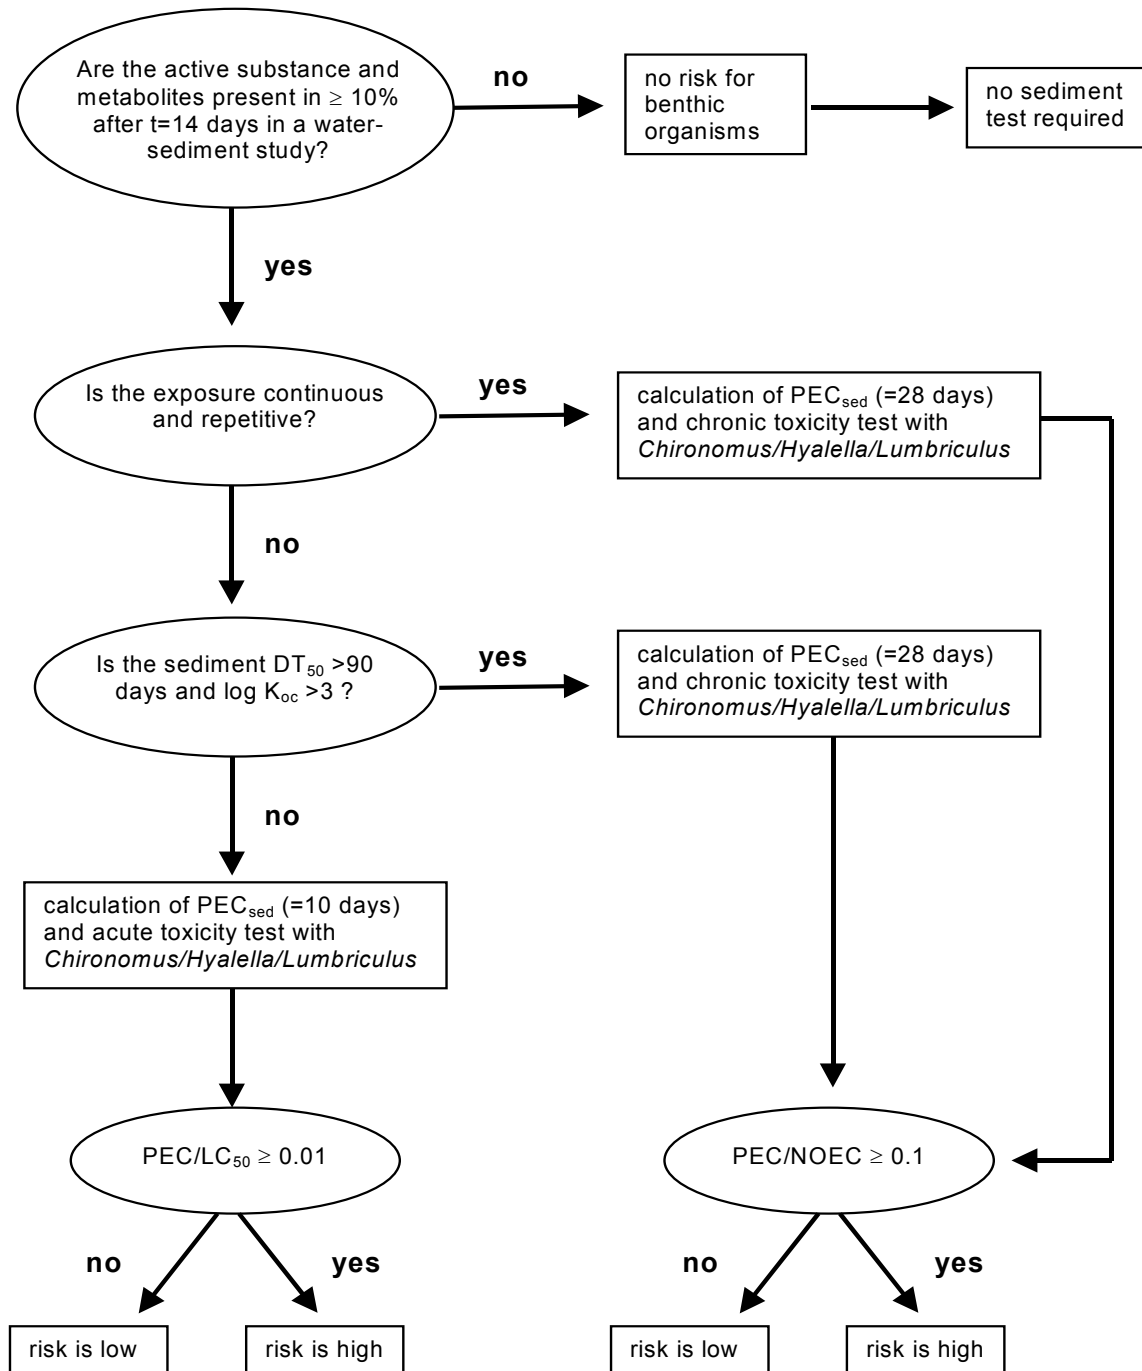 Are the active substance and
metabolites present in ≥ 10%
after t=14 days in a water-
sediment study?
no
no risk for
benthic
organisms
no sediment
test required
yes
Is the exposure continuous
and repetitive?
yes
calculation of PECsed (=28 days)
and chronic toxicity test with
Chironomus/Hyalella/Lumbriculus
no
Is the sediment DT50 >90
days and log Koc >3 ?
yes
calculation of PECsed (=28 days)
and chronic toxicity test with
Chironomus/Hyalella/Lumbriculus
no
calculation of PECsed (=10 days)
and acute toxicity test with
Chironomus/Hyalella/Lumbriculus
PEC/LC50 ≥ 0.01
PEC/NOEC ≥ 0.1
no
yes
no
yes
risk is low
risk is high
risk is low
risk is high